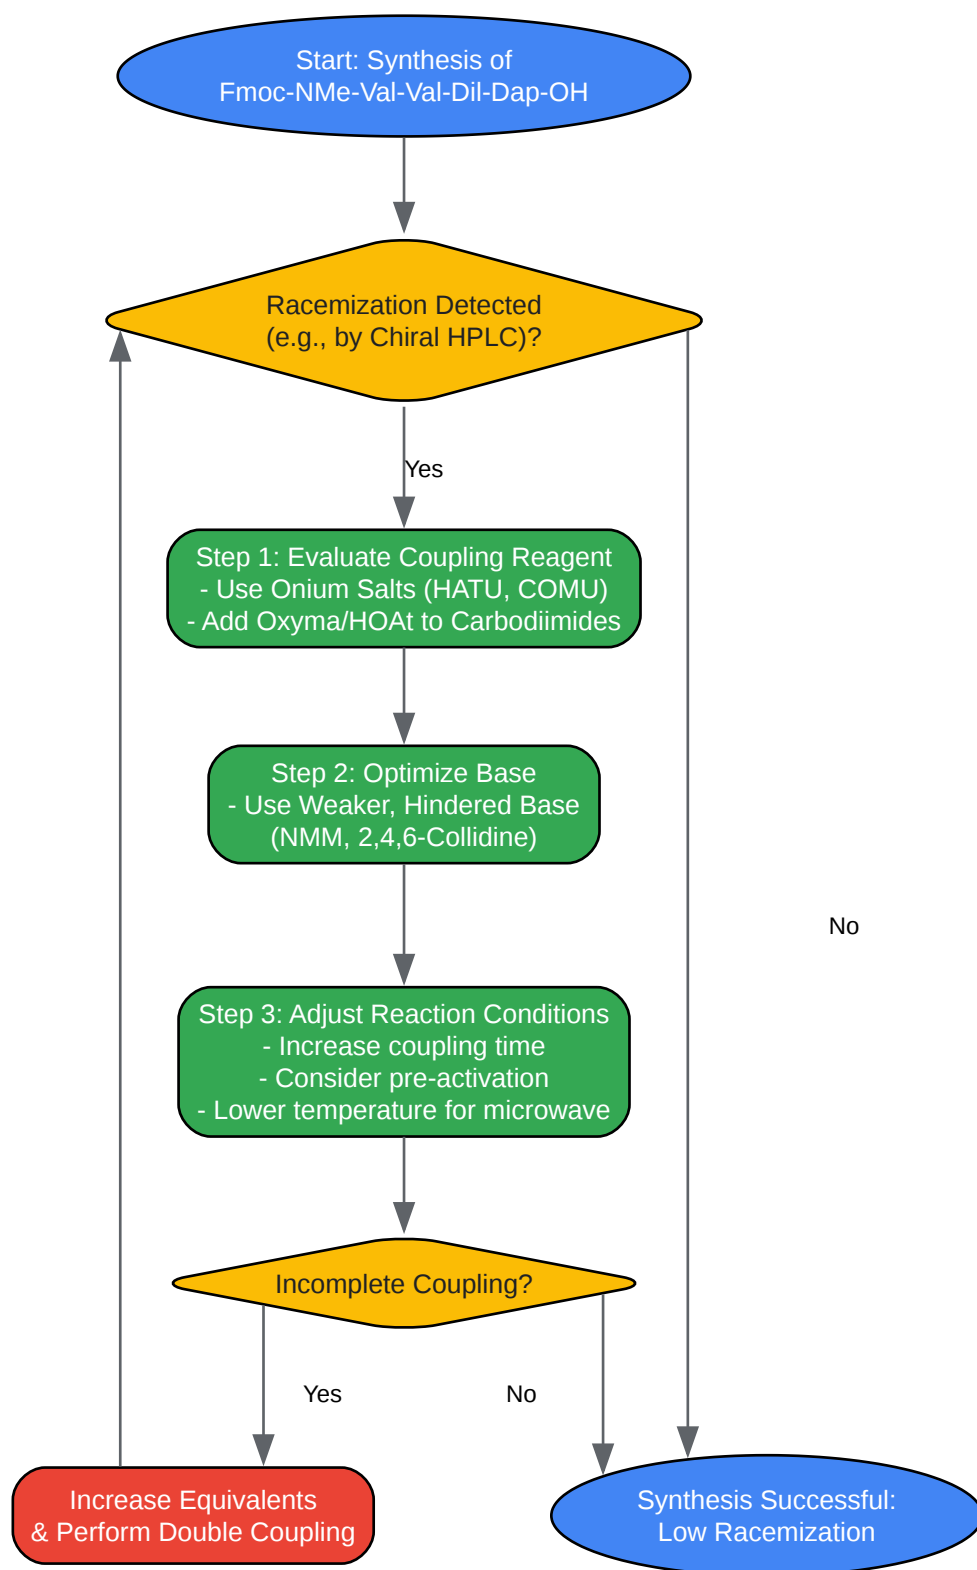 Start: Synthesis of
Fmoc-NMe-Val-Val-Dil-Dap-OH
Racemization Detected
(e.g., by Chiral HPLC)?
Yes
Step 1: Evaluate Coupling Reagent
- Use Onium Salts (HATU, COMU)
- Add Oxyma/HOAt to Carbodiimides
Step 2: Optimize Base
- Use Weaker, Hindered Base
(NMM, 2,4,6-Collidine)
No
Step 3: Adjust Reaction Conditions
- Increase coupling time
- Consider pre-activation
- Lower temperature for microwave
Incomplete Coupling?
Yes
No
Increase Equivalents
& Perform Double Coupling
Synthesis Successful:
Low Racemization